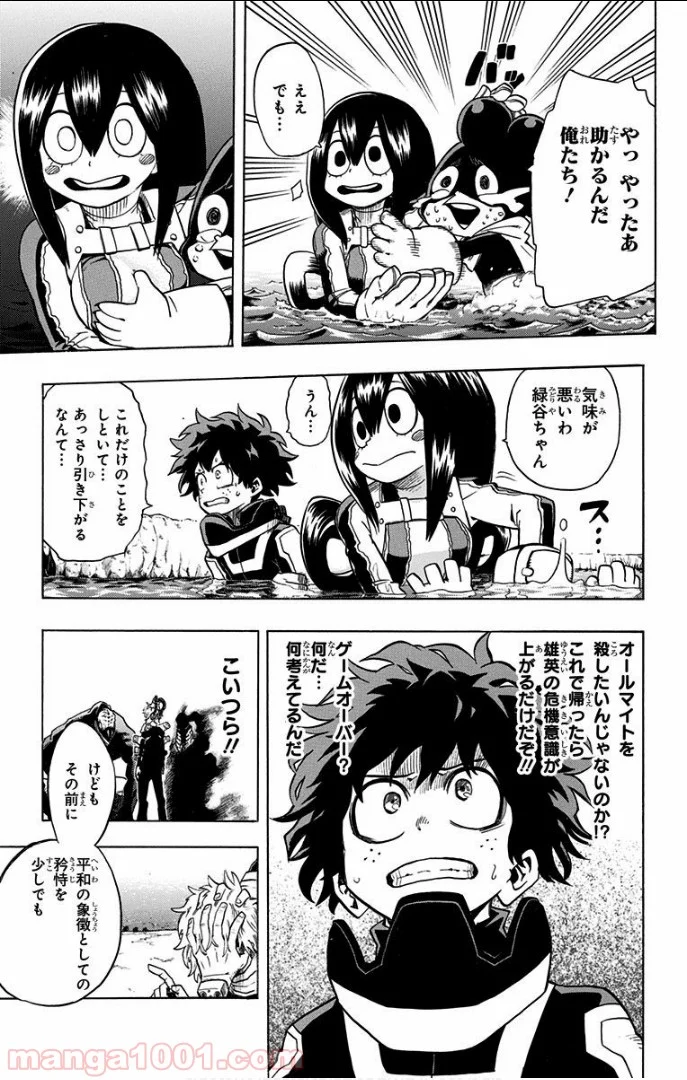 やっ やったあ
助かるんだ
俺たち！
ええ
でも…
気味が
悪いわ
緑谷ちゃん
うん…
これだけのことを
しといて…
あっさり引き下がる
なんて…
ス…
オールマイトを
殺したいんじゃないのか!?
これで帰ったら
雄英の危機意識が
上がるだけだぞ!!
ゲームオーバー？
何だ…
何考えてるんだ
こいつら!!
けども
その前に
平和の象徴としての
矜恃を
少しでも
manga1001.com